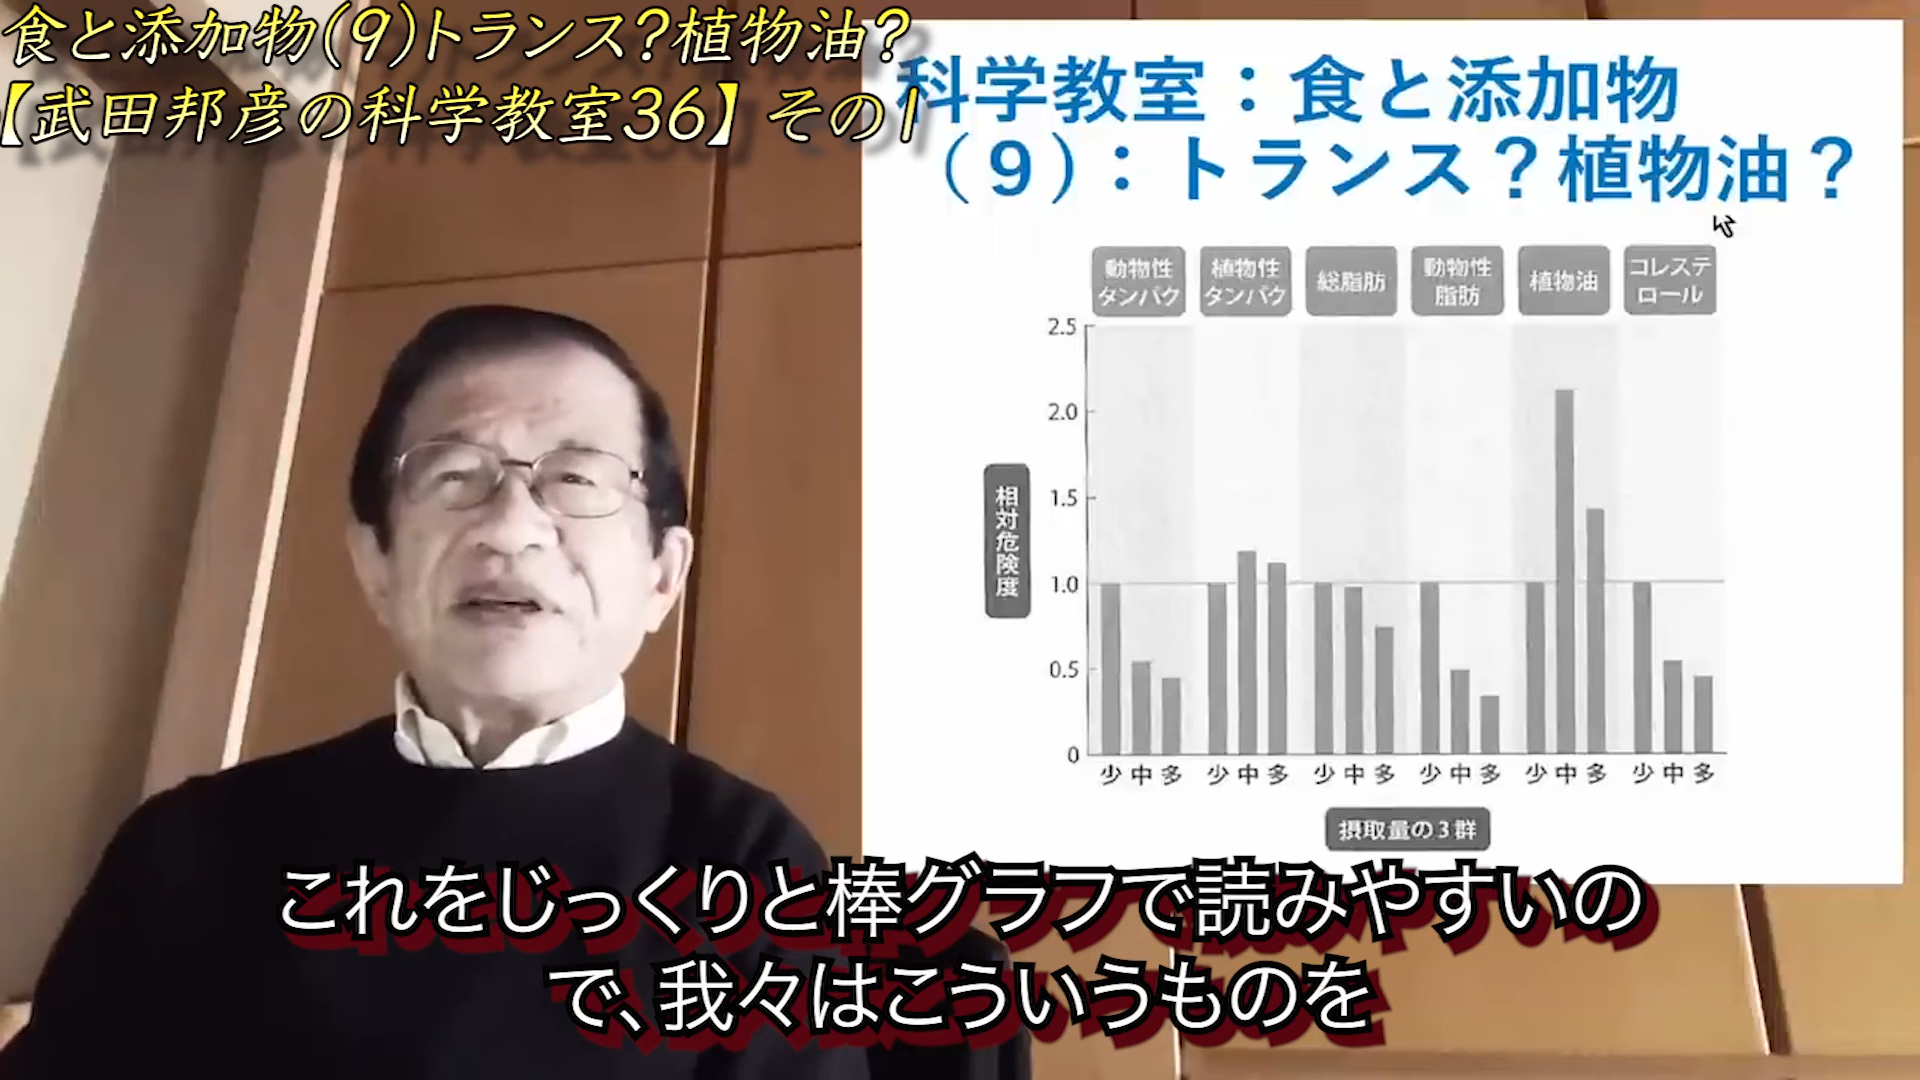 食と添加物(9)トランス?植物油?
【武田邦彦の科学教室36】その1
科学教室：食と添加物
（9）：トランス？植物油？
動物性
タンパク
植物性
タンパク
総脂肪
動物性
脂肪
植物油
コレステ
ロール
2.5
2.0
1.5
1.0
0.5
0
相対危険度
少 中 多 少 中 多 少 中 多 少 中 多 少 中 多 少 中 多
摂取量の3群
これをじっくりと棒グラフで読みやすいの
で、我々はこういうものを